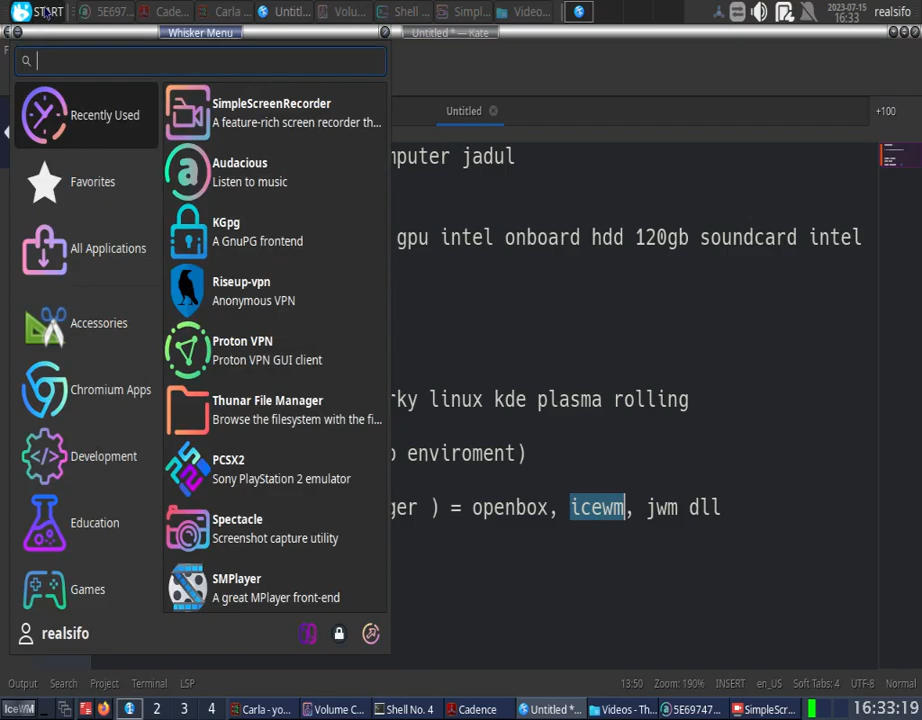 START
5E697...
Cade...
Carla ...
Untitl...
Volu...
Shell ...
Simpl...
Video...
2023-07-15
16:33
realsifo
Whisker Menu
Untitled * — Kate
Recently Used
Favorites
All Applications
Accessories
Chromium Apps
Development
Education
Games
realsifo
SimpleScreenRecorder
A feature-rich screen recorder th...
Audacious
Listen to music
KGpg
A GnuPG frontend
Riseup-vpn
Anonymous VPN
Proton VPN
Proton VPN GUI client
Thunar File Manager
Browse the filesystem with the fi...
PCSX2
Sony PlayStation 2 emulator
Spectacle
Screenshot capture utility
SMPlayer
A great MPlayer front-end
Untitled
+100
mputer jadul
gpu intel onboard hdd 120gb soundcard intel
rky linux kde plasma rolling
p enviroment)
ger ) = openbox, icewm, jwm dll
Output Search Project Terminal LSP
13:50 Zoom: 190% INSERT en_US Soft Tabs: 4 UTF-8 Normal
IceWM
1 2 3 4
Carla - yo...
Volume C...
Shell No. 4
Cadence
Untitled *...
Videos - Th...
5E69747...
SimpleScr...
16:33:19